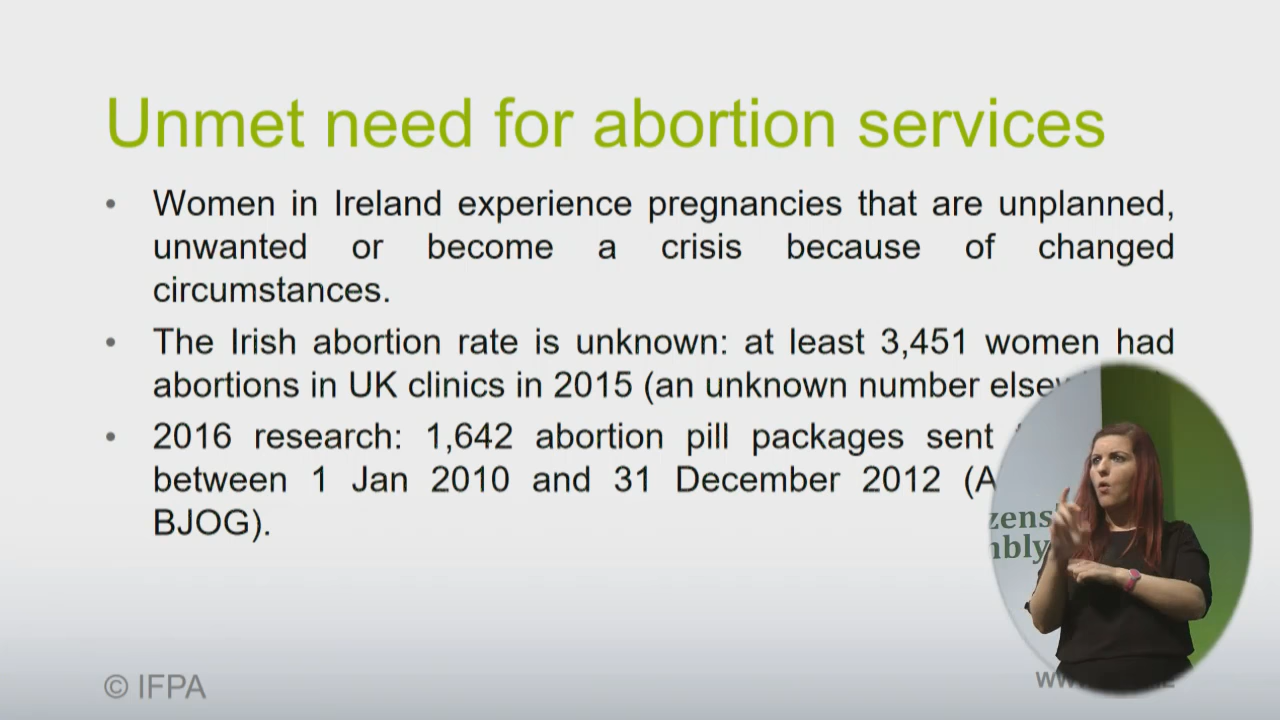 Unmet need for abortion services
• Women in Ireland experience pregnancies that are unplanned,
unwanted or become a crisis because of changed
circumstances.
• The Irish abortion rate is unknown: at least 3,451 women had
abortions in UK clinics in 2015 (an unknown number
• 2016 research: 1,642 abortion pill packages sent
between 1 Jan 2010 and 31 December 2012
BJOG).
© IFPA